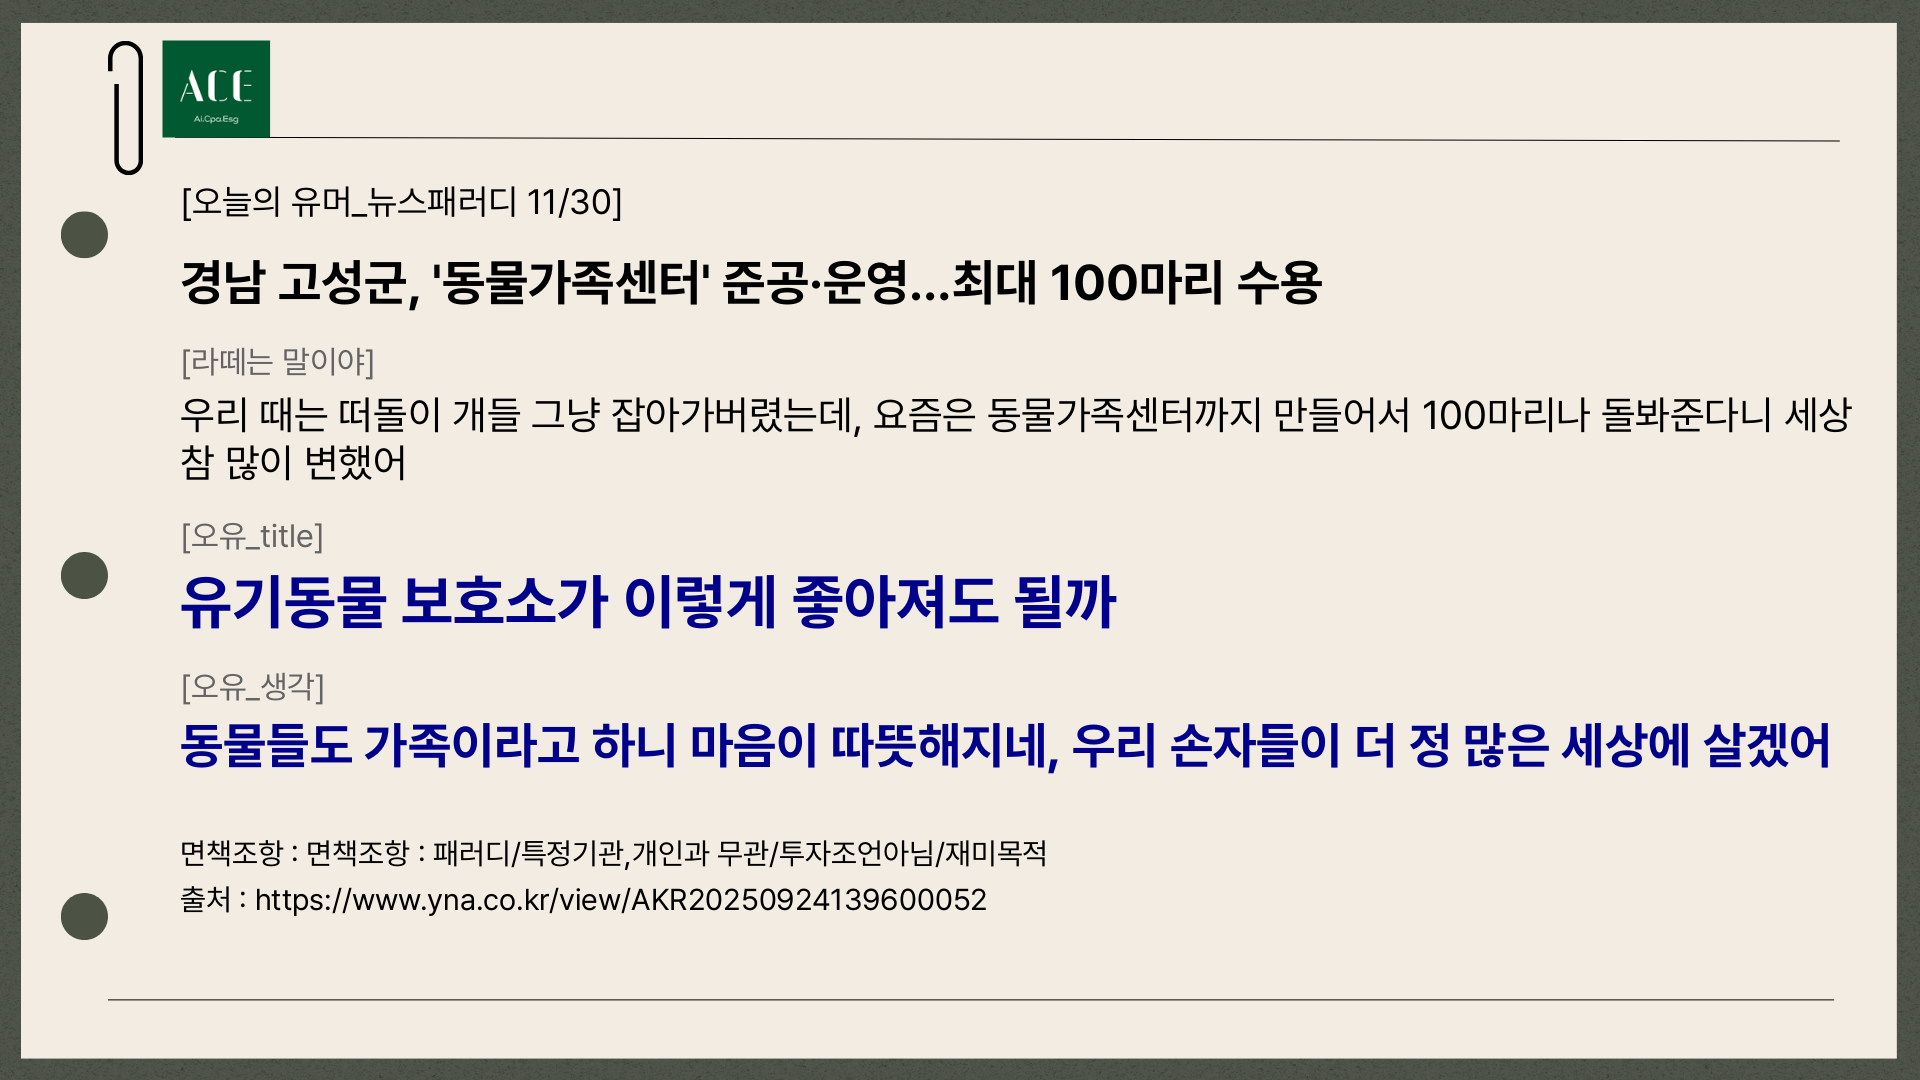 ACE
Ai.Cpa.Esg
[오늘의 유머_뉴스패러디 11/30]
경남 고성군, '동물가족센터' 준공·운영...최대 100마리 수용
[라떼는 말이야]
우리 때는 떠돌이 개들 그냥 잡아가버렸는데, 요즘은 동물가족센터까지 만들어서 100마리나 돌봐준다니 세상
참 많이 변했어
[오유_title]
유기동물 보호소가 이렇게 좋아져도 될까
[오유_생각]
동물들도 가족이라고 하니 마음이 따뜻해지네, 우리 손자들이 더 정 많은 세상에 살겠어
면책조항 : 면책조항 : 패러디/특정기관,개인과 무관/투자조언아님/재미목적
출처 : https://www.yna.co.kr/view/AKR20250924139600052